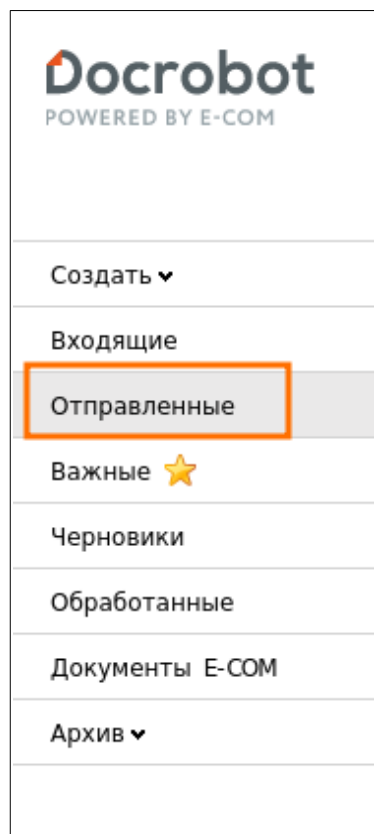 Docrobot
POWERED BY E-COM
Создать
Входящие
Отправленные
Важные
Черновики
Обработанные
Документы E-COM
Архив